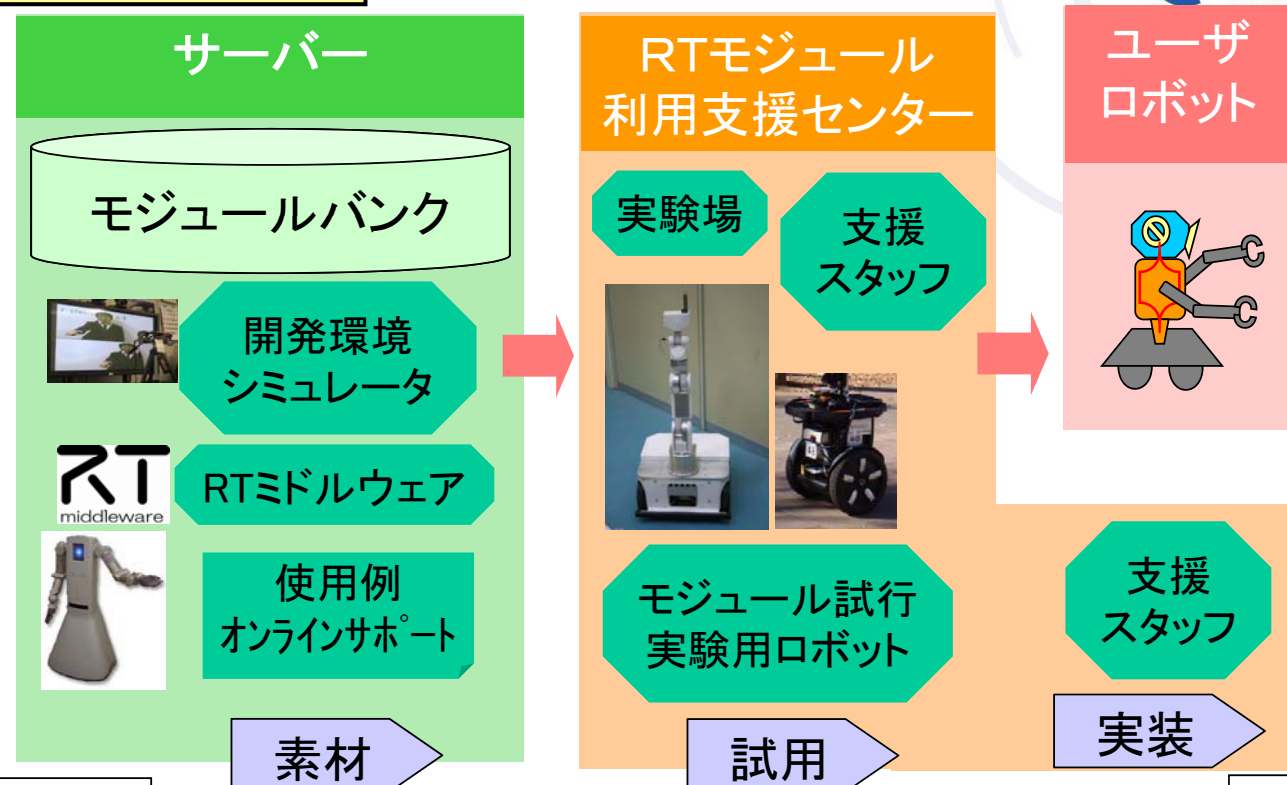 サーバー
モジュールバンク
開発環境
シミュレータ
RT
middleware
RTミドルウェア
使用例
オンラインサポート
素材
RTモジュール
利用支援センター
実験場
支援
スタッフ
モジュール試行
実験用ロボット
試用
ユーザ
ロボット
支援
スタッフ
実装